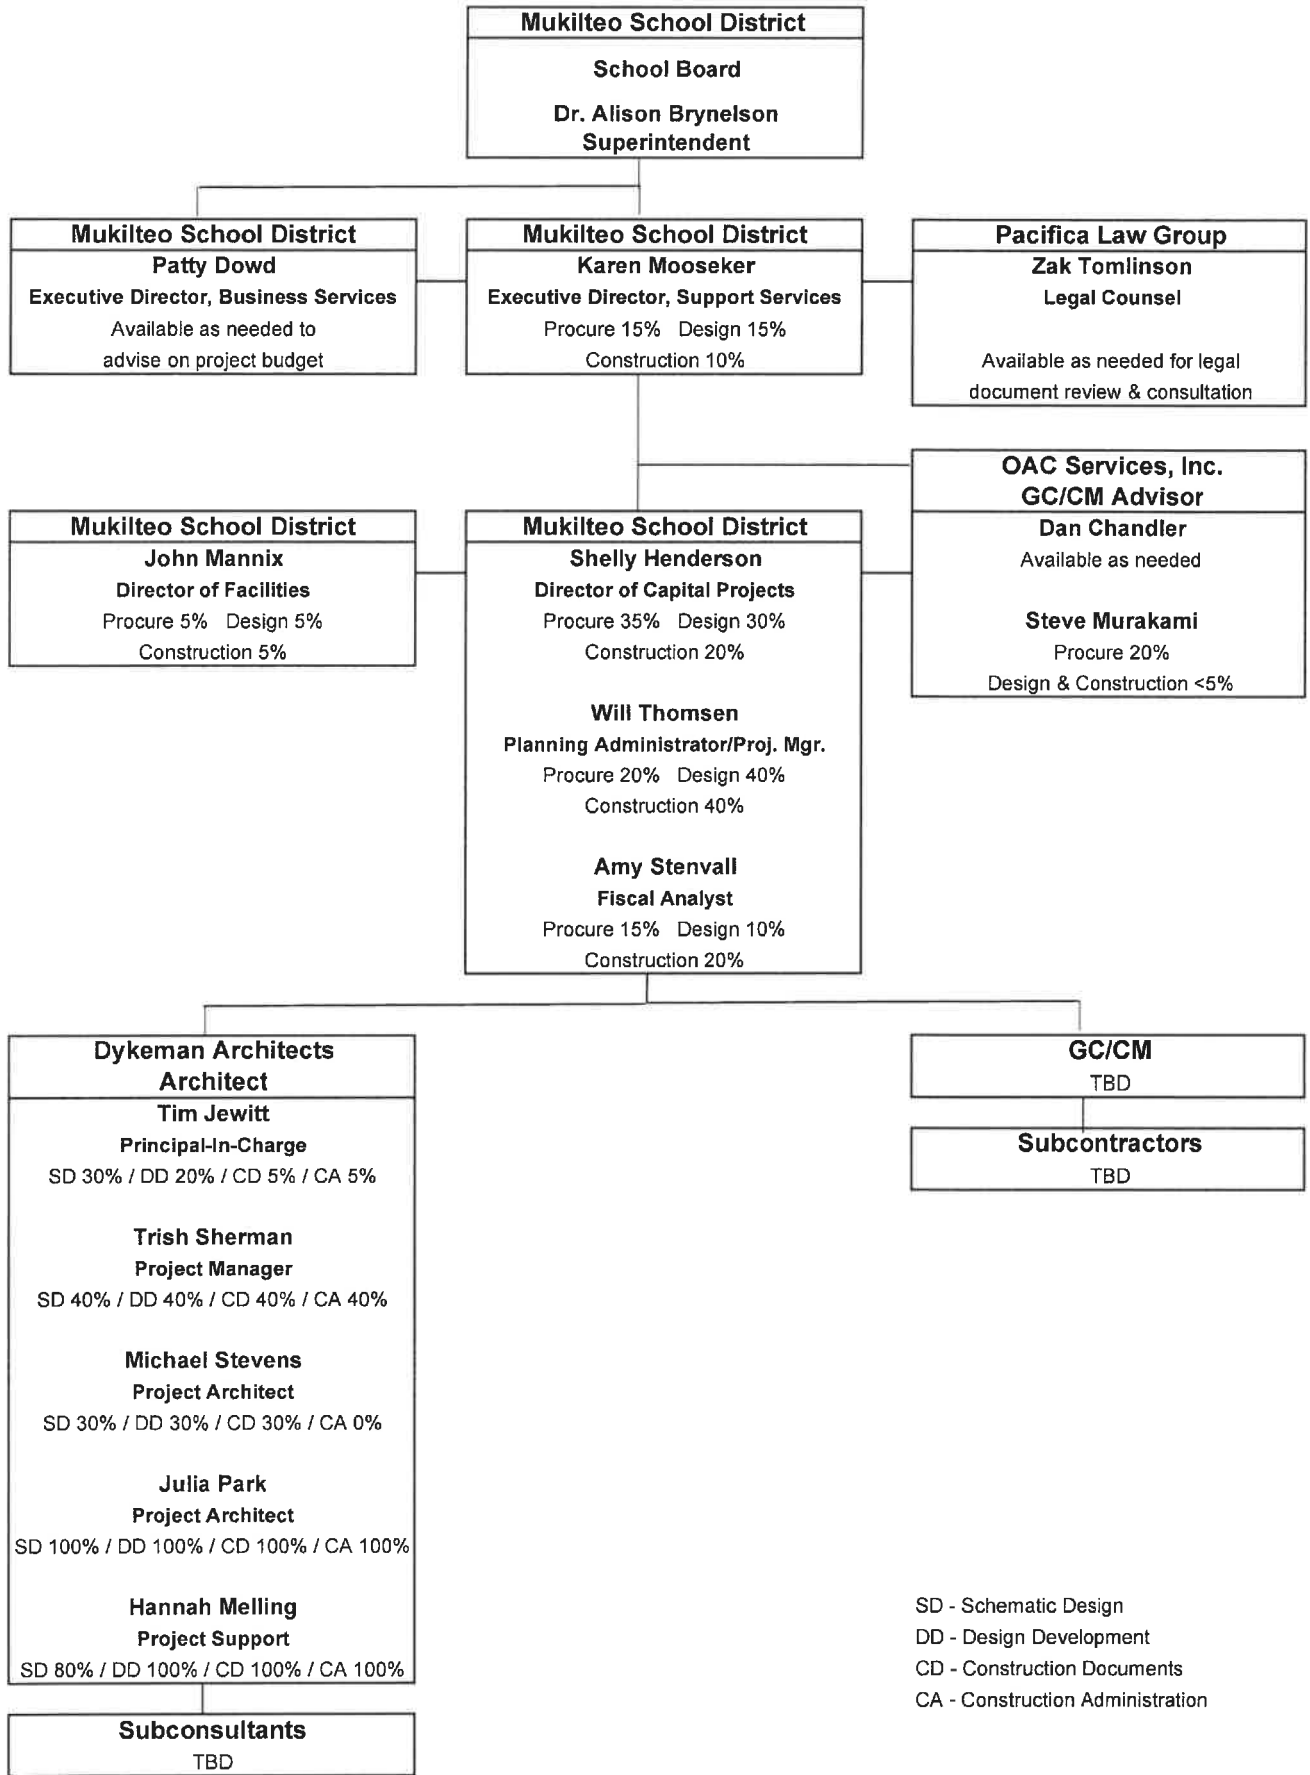 Mukilteo School District
School Board
Dr. Alison Brynelson
Superintendent
Mukilteo School District
Patty Dowd
Executive Director, Business Services
Available as needed to
advise on project budget
Mukilteo School District
Karen Mooseker
Executive Director, Support Services
Procure 15% Design 15%
Construction 10%
Pacifica Law Group
Zak Tomlinson
Legal Counsel
Available as needed for legal
document review & consultation
OAC Services, Inc.
GC/CM Advisor
Dan Chandler
Available as needed
Steve Murakami
Procure 20%
Design & Construction <5%
Mukilteo School District
John Mannix
Director of Facilities
Procure 5% Design 5%
Construction 5%
Mukilteo School District
Shelly Henderson
Director of Capital Projects
Procure 35% Design 30%
Construction 20%
Will Thomsen
Planning Administrator/Proj. Mgr.
Procure 20% Design 40%
Construction 40%
Amy Stenvall
Fiscal Analyst
Procure 15% Design 10%
Construction 20%
Dykeman Architects
Architect
Tim Jewitt
Principal-In-Charge
SD 30% / DD 20% / CD 5% / CA 5%
Trish Sherman
Project Manager
SD 40% / DD 40% / CD 40% / CA 40%
Michael Stevens
Project Architect
SD 30% / DD 30% / CD 30% / CA 0%
Julia Park
Project Architect
SD 100% / DD 100% / CD 100% / CA 100%
Hannah Melling
Project Support
SD 80% / DD 100% / CD 100% / CA 100%
Subconsultants
TBD
GC/CM
TBD
Subcontractors
TBD
SD - Schematic Design
DD - Design Development
CD - Construction Documents
CA - Construction Administration